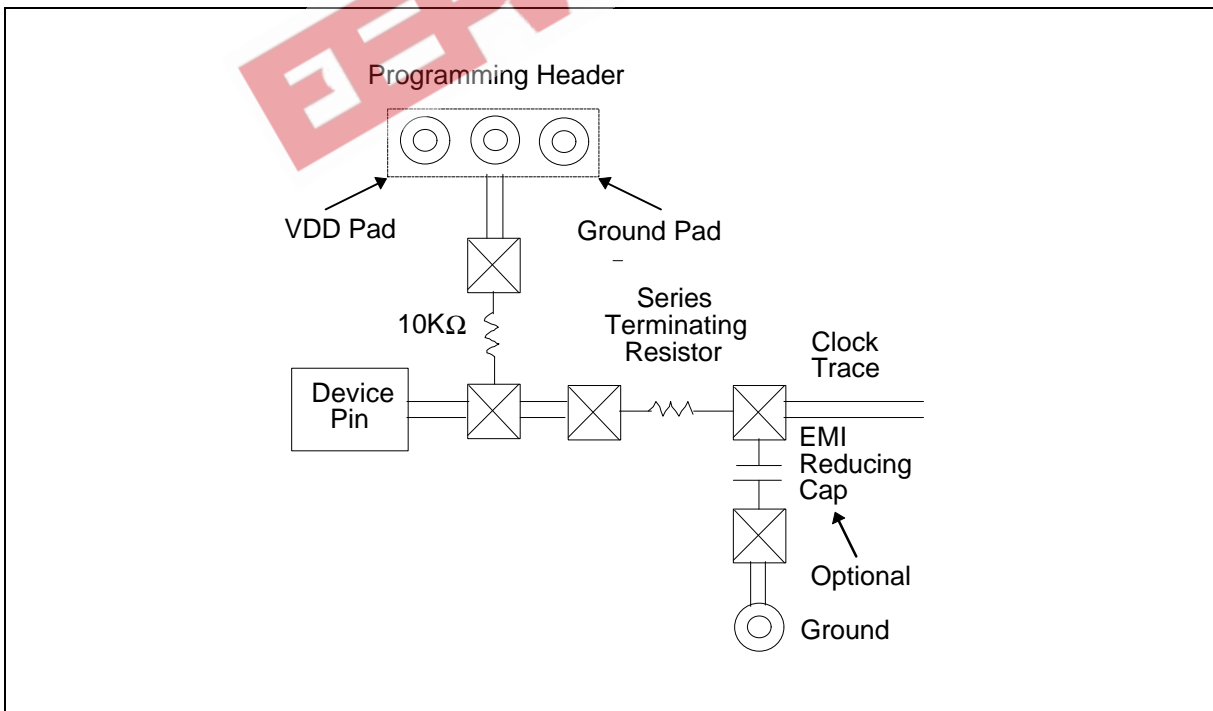 Programming Header
VDD Pad
Ground Pad
10KΩ
Series
Terminating
Resistor
Clock
Trace
Device
Pin
EMI
Reducing
Cap
Optional
Ground